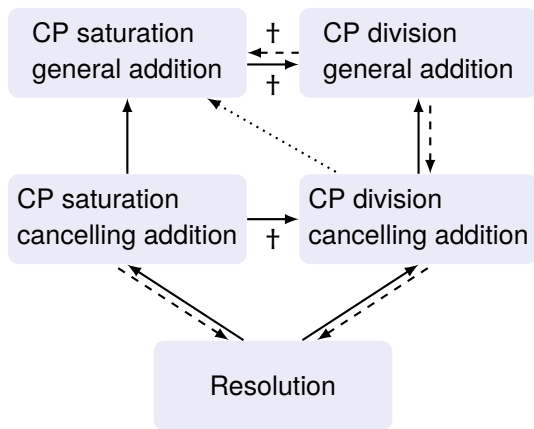 CP saturation
general addition
†
†
CP division
general addition
CP saturation
cancelling addition
†
CP division
cancelling addition
Resolution